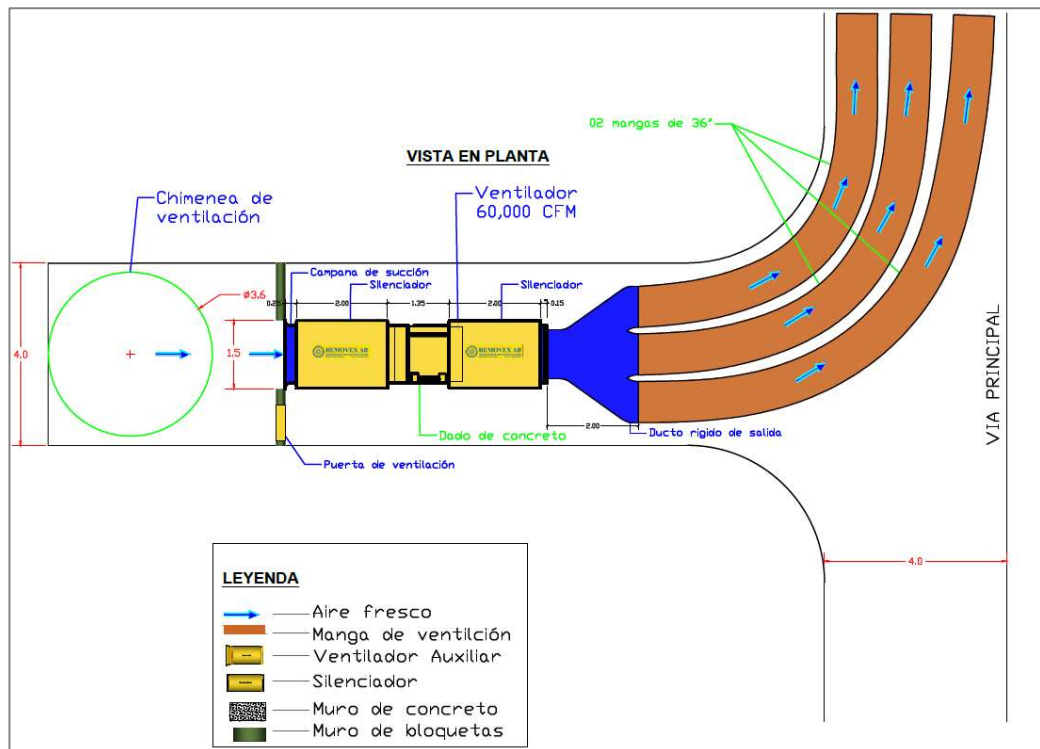 02 mangas de 36"
VISTA EN PLANTA
Chimenea de
ventilación
Ventilador
60,000 CFM
Campana de succión
Silenciador
Silenciador
0.25
2.00
1.35
2.00
0.15
Ø3.6
4.0
1.5
REMOVEX AB
REMOVEX AB
Dado de concreto
2.00
Ducto rigido de salida
Puerta de ventilación
VIA PRINCIPAL
4.0
LEYENDA
Aire fresco
Manga de ventilción
Ventilador Auxiliar
Silenciador
Muro de concreto
Muro de bloquetas